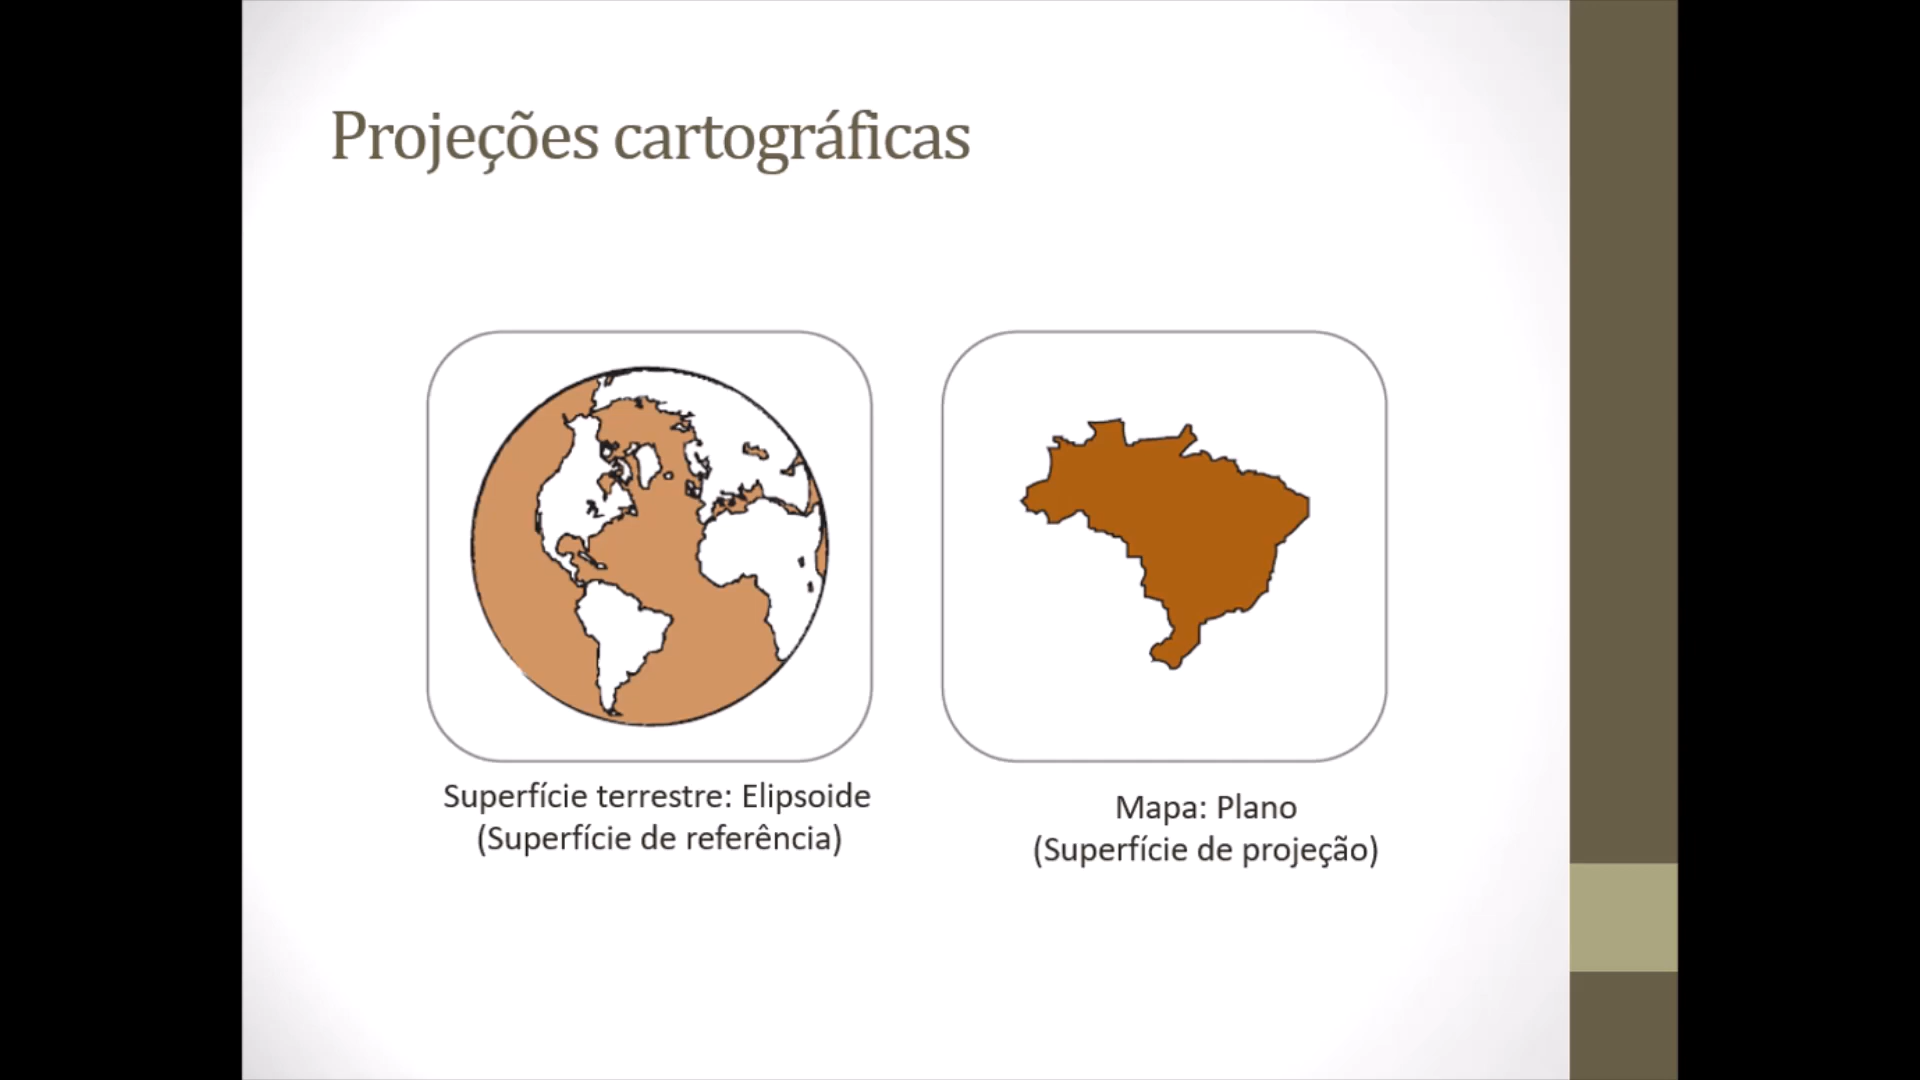 Projeções cartográficas
Superfície terrestre: Elipsoide
(Superfície de referência)
Mapa: Plano
(Superfície de projeção)